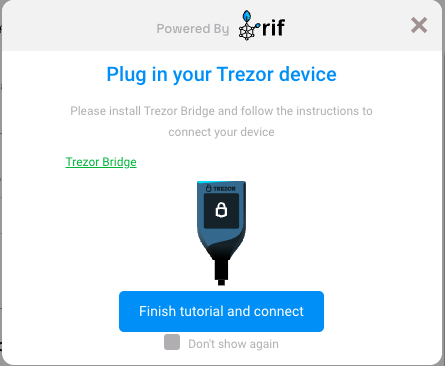 Powered By rif
Plug in your Trezor device
Please install Trezor Bridge and follow the instructions to
connect your device
Trezor Bridge
TREZOR
Finish tutorial and connect
Don't show again